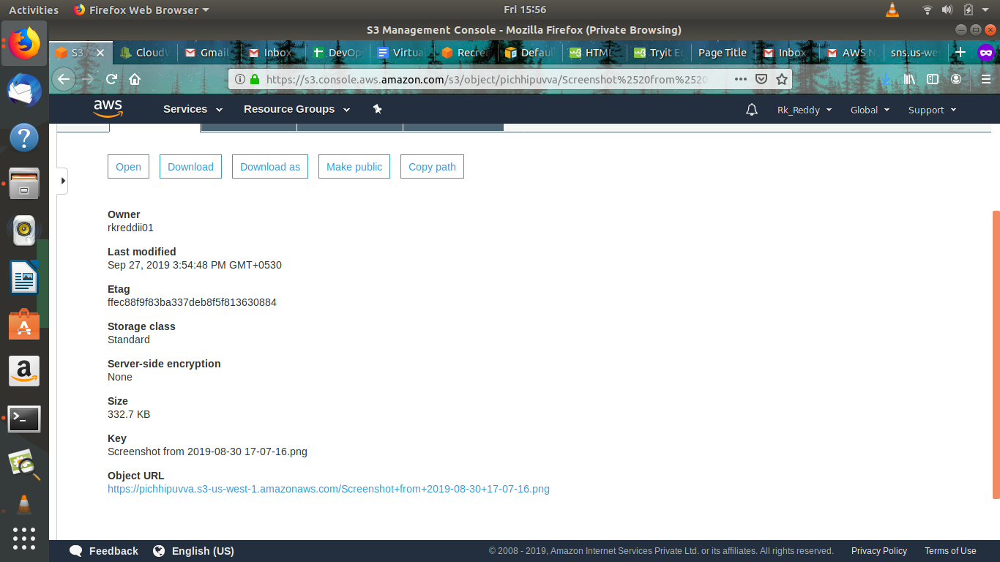 Activities
Firefox Web Browser
Fri 15:56
S3 Management Console - Mozilla Firefox (Private Browsing)
S3
CloudW
Gmail
Inbox
DevOp
Virtua
Recre
Defaul
HTML
Tryit Ed
Page Title
Inbox
AWS N
sns.us-wes
https://s3.console.aws.amazon.com/s3/object/pichhipuvva/Screenshot%2520from%2520
aws
Services
Resource Groups
Rk_Reddy
Global
Support
Open
Download
Download as
Make public
Copy path
Owner
rkreddii01
Last modified
Sep 27, 2019 3:54:48 PM GMT+0530
Etag
ffec88f9f83ba337deb8f5f813630884
Storage class
Standard
Server-side encryption
None
Size
332.7 KB
Key
Screenshot from 2019-08-30 17-07-16.png
Object URL
https://pichhipuvva.s3-us-west-1.amazonaws.com/Screenshot+from+2019-08-30+17-07-16.png
Feedback
English (US)
© 2008 - 2019, Amazon Internet Services Private Ltd. or its affiliates. All rights reserved.
Privacy Policy
Terms of Use